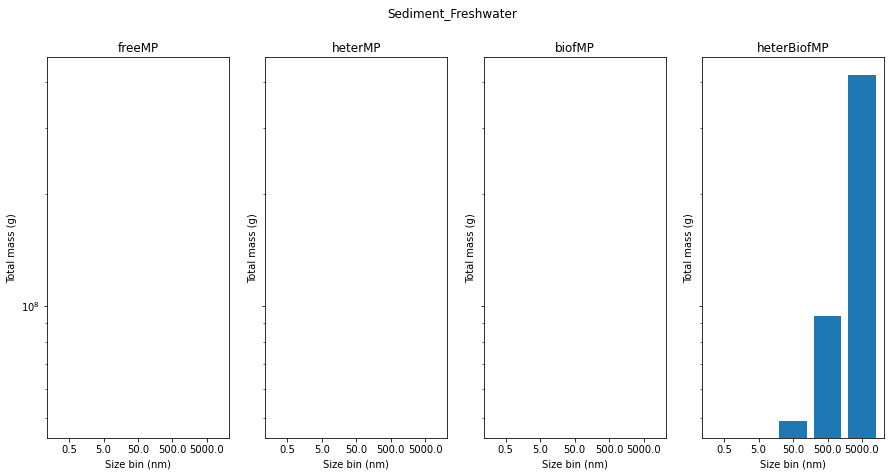 Sediment_Freshwater
freeMP
heterMP
biofMP
heterBiofMP
Total mass (g)
10⁸
0.5 5.0 50.0 500.0 5000.0
Size bin (nm)
Total mass (g)
0.5 5.0 50.0 500.0 5000.0
Size bin (nm)
Total mass (g)
0.5 5.0 50.0 500.0 5000.0
Size bin (nm)
Total mass (g)
0.5 5.0 50.0 500.0 5000.0
Size bin (nm)